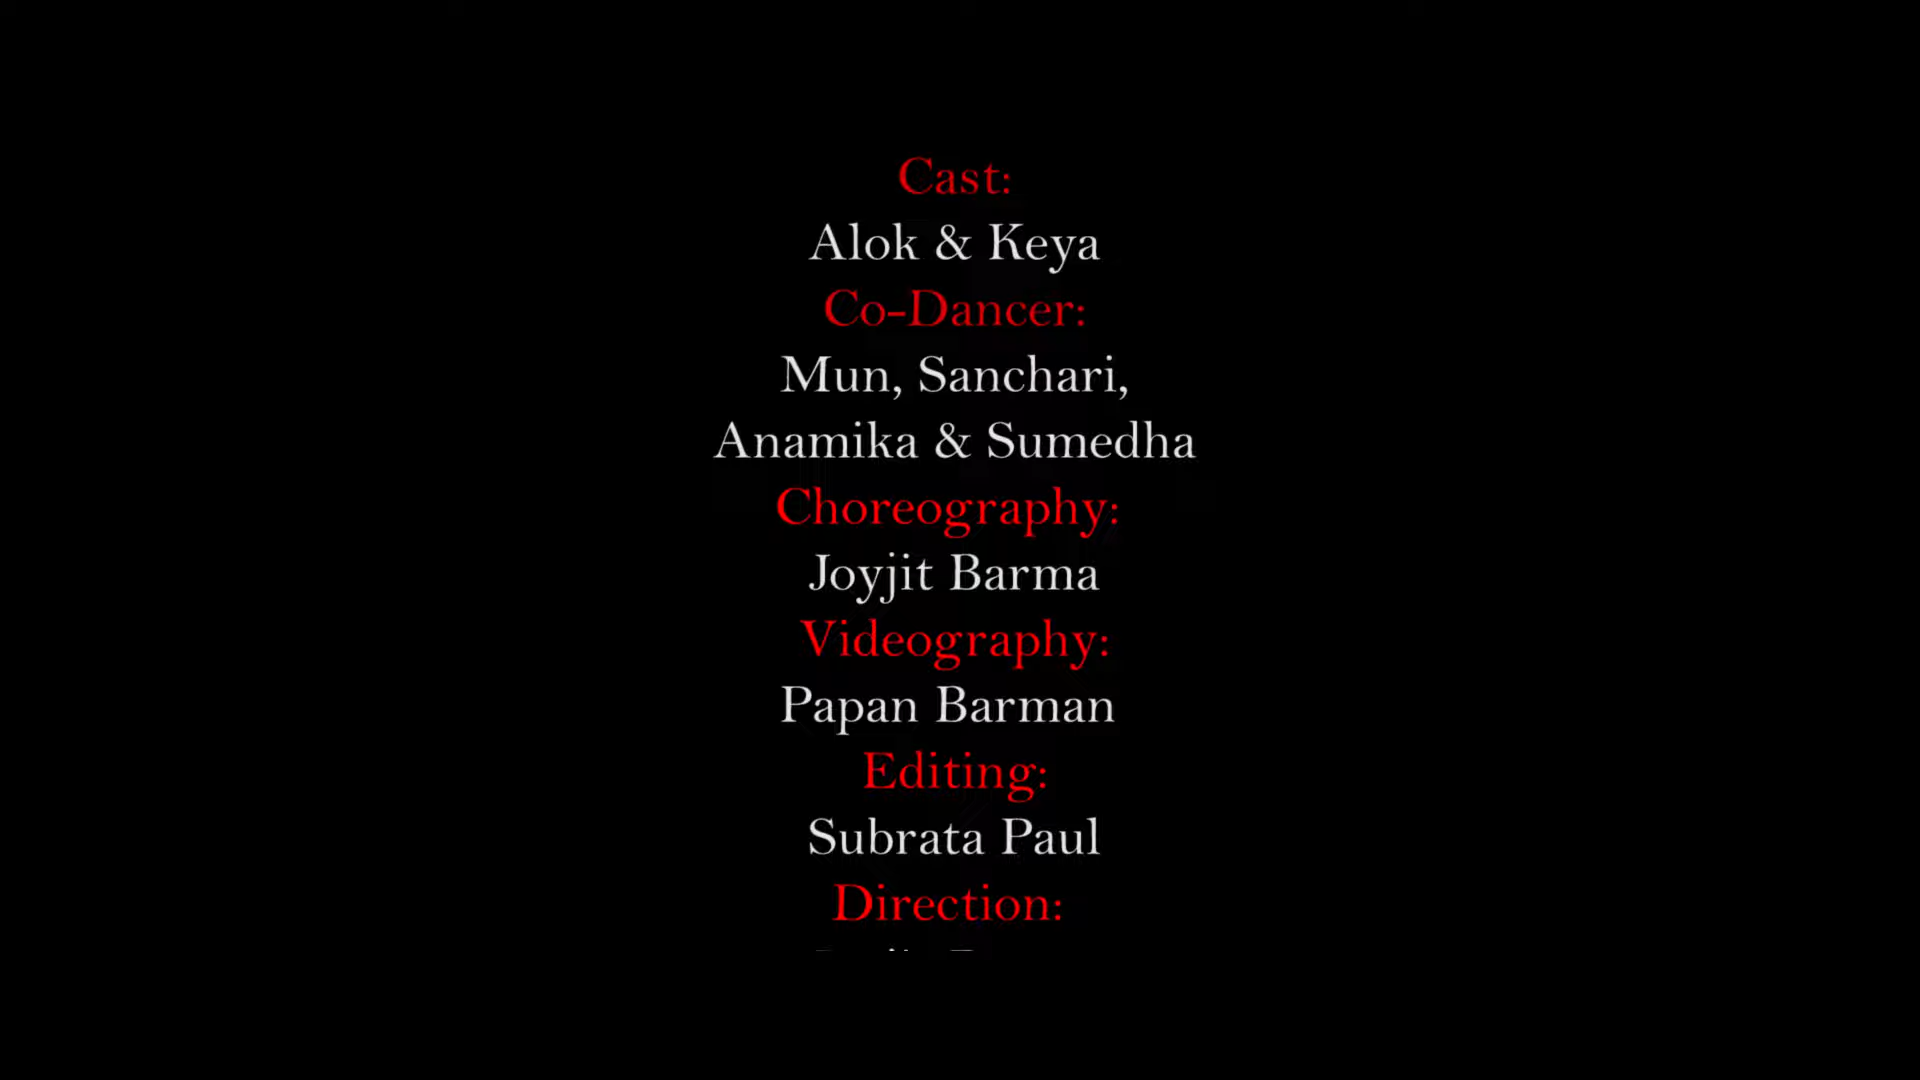 Cast:
Alok & Keya
Co-Dancer:
Mun, Sanchari,
Anamika & Sumedha
Choreography:
Joyjit Barma
Videography:
Papan Barman
Editing:
Subrata Paul
Direction: